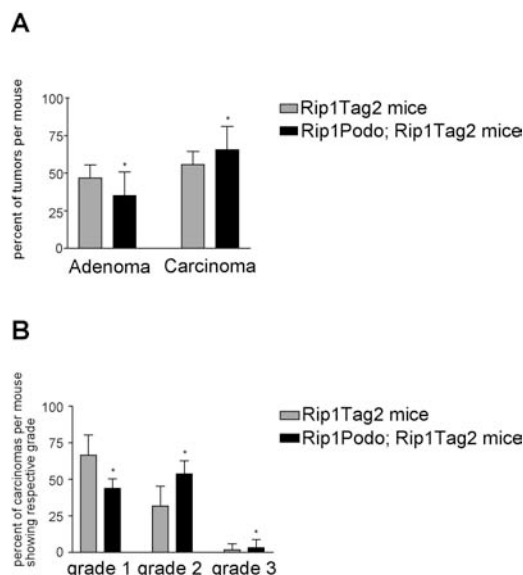 A
percent of tumors per mouse
100
75
50
25
0
*
*
Adenoma
Carcinoma
Rip1Tag2 mice
Rip1Podo; Rip1Tag2 mice
B
percent of carcinomas per mouse
showing respective grade
100
75
50
25
0
*
*
*
grade 1
grade 2
grade 3
Rip1Tag2 mice
Rip1Podo; Rip1Tag2 mice